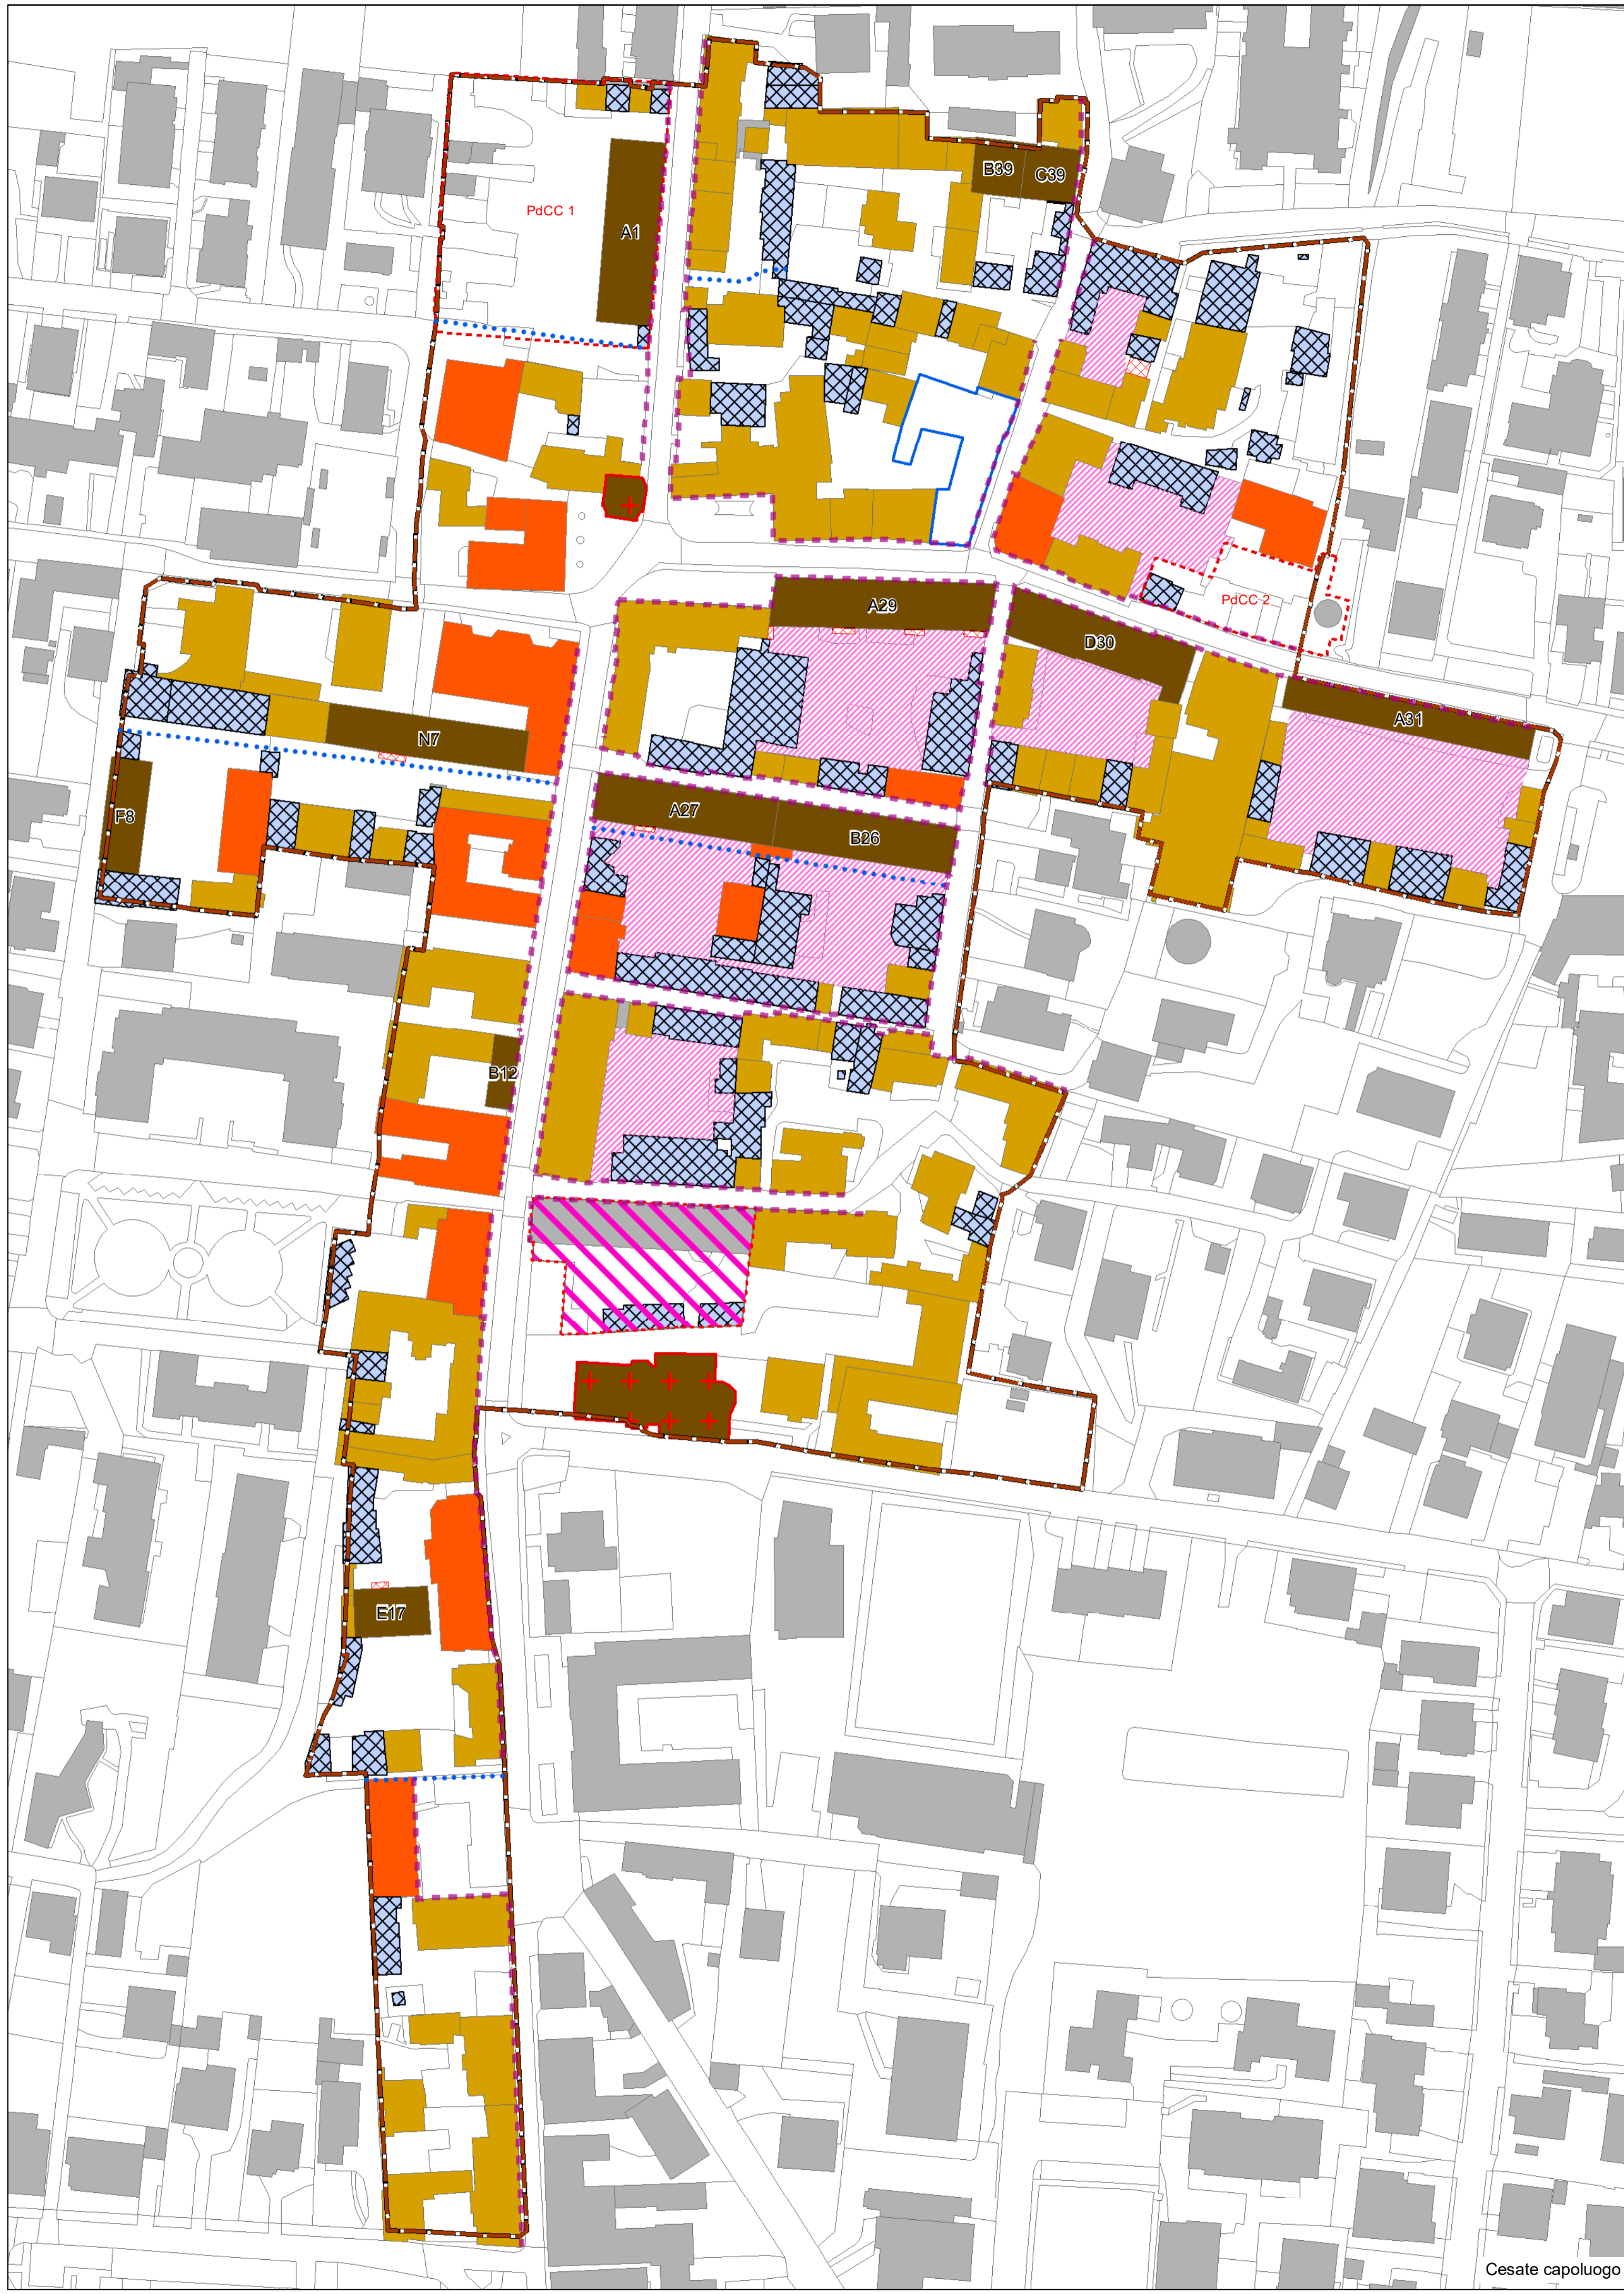 B39
C39
PdCC 1
A1
A29
PdCC 2
D30
A31
N7
A27
F8
B26
B12
E17
Cesate capoluogo